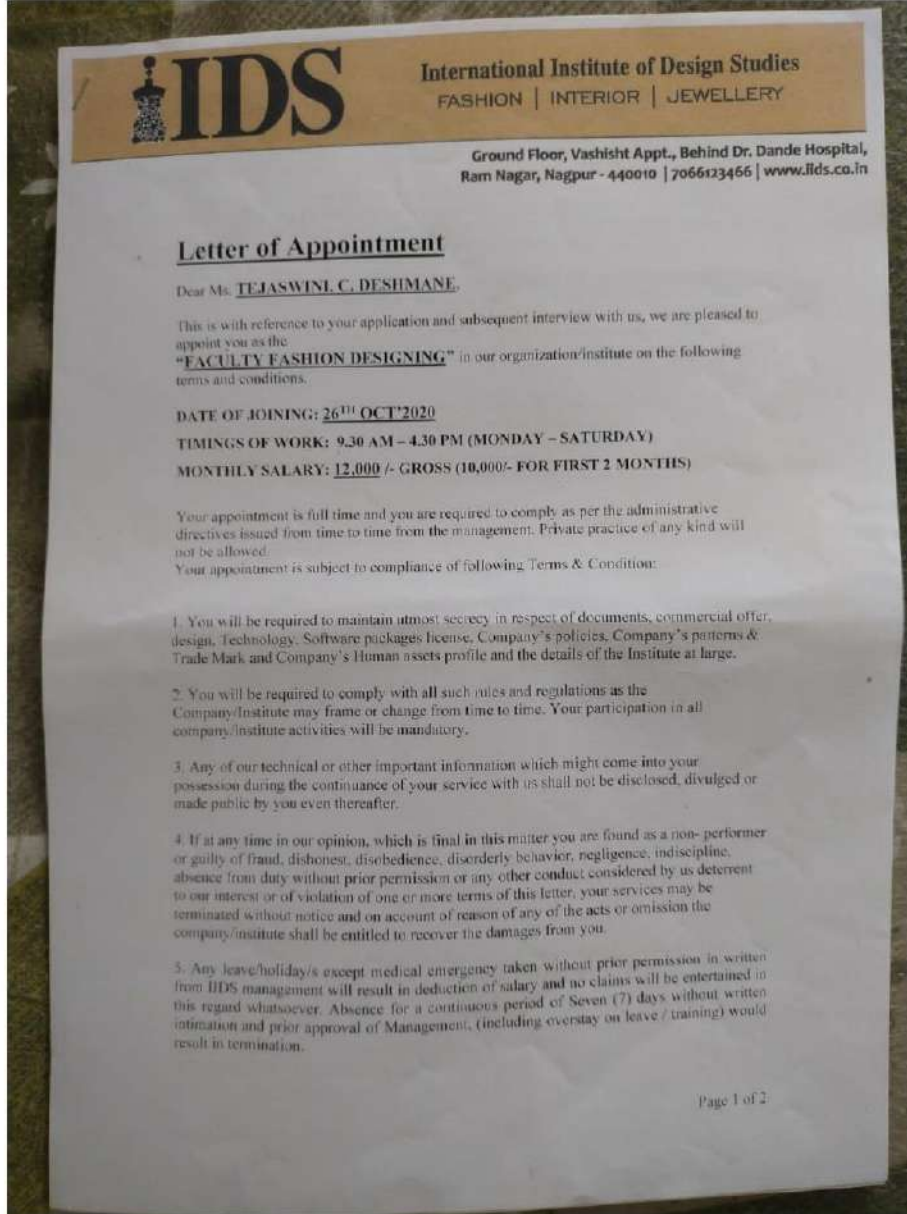 IIDS
International Institute of Design Studies
FASHION | INTERIOR | JEWELLERY
Ground Floor, Vashisht Appt., Behind Dr. Dande Hospital,
Ram Nagar, Nagpur - 440010 | 7066123466 | www.iids.co.in
Letter of Appointment
Dear Ms. TEJASWINI. C. DESHMANE,
This is with reference to your application and subsequent interview with us, we are pleased to
appoint you as the
"FACULTY FASHION DESIGNING" in our organization/institute on the following
terms and conditions.
DATE OF JOINING: 26TH OCT'2020
TIMINGS OF WORK: 9.30 AM – 4.30 PM (MONDAY – SATURDAY)
MONTHLY SALARY: 12,000 /- GROSS (10,000/- FOR FIRST 2 MONTHS)
Your appointment is full time and you are required to comply as per the administrative
directives issued from time to time from the management. Private practice of any kind will
not be allowed.
Your appointment is subject to compliance of following Terms & Condition:
1. You will be required to maintain utmost secrecy in respect of documents, commercial offer,
design, Technology, Software packages license, Company's policies, Company's patterns &
Trade Mark and Company's Human assets profile and the details of the Institute at large.
2. You will be required to comply with all such rules and regulations as the
Company/Institute may frame or change from time to time. Your participation in all
company/institute activities will be mandatory.
3. Any of our technical or other important information which might come into your
possession during the continuance of your service with us shall not be disclosed, divulged or
made public by you even thereafter.
4. If at any time in our opinion, which is final in this matter you are found as a non- performer
or guilty of fraud, dishonest, disobedience, disorderly behavior, negligence, indiscipline,
absence from duty without prior permission or any other conduct considered by us deterrent
to our interest or of violation of one or more terms of this letter, your services may be
terminated without notice and on account of reason of any of the acts or omission the
company/institute shall be entitled to recover the damages from you.
5. Any leave/holiday/s except medical emergency taken without prior permission in written
from IIDS management will result in deduction of salary and no claims will be entertained in
this regard whatsoever. Absence for a continuous period of Seven (7) days without written
intimation and prior approval of Management, (including overstay on leave / training) would
result in termination.
Page 1 of 2